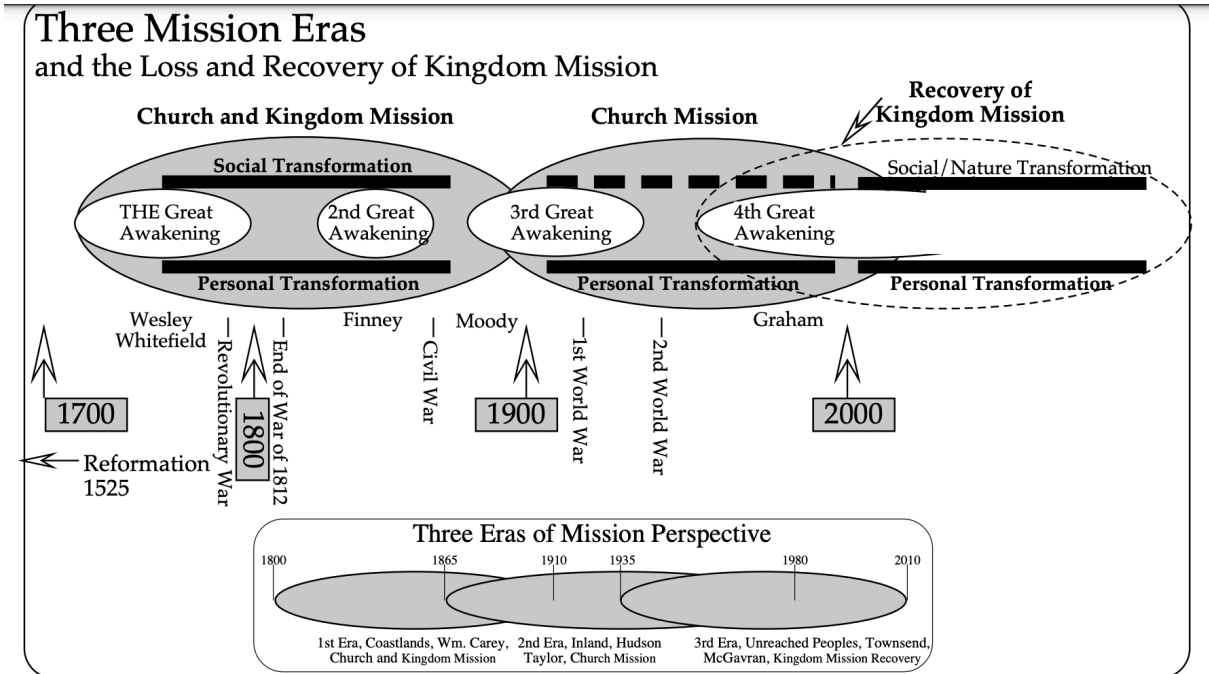 Three Mission Eras
and the Loss and Recovery of Kingdom Mission
Church and Kingdom Mission
Church Mission
Recovery of
Kingdom Mission
Social Transformation
Social/Nature Transformation
THE Great
Awakening
2nd Great
Awakening
3rd Great
Awakening
4th Great
Awakening
Personal Transformation
Personal Transformation
Personal Transformation
Wesley
Whitefield
Finney
Moody
Graham
Revolutionary War
End of War of 1812
Civil War
1st World War
2nd World War
1700
1800
1900
2000
Reformation
1525
Three Eras of Mission Perspective
1800
1865
1910
1935
1980
2010
1st Era, Coastlands, Wm. Carey,
Church and Kingdom Mission
2nd Era, Inland, Hudson
Taylor, Church Mission
3rd Era, Unreached Peoples, Townsend,
McGavran, Kingdom Mission Recovery